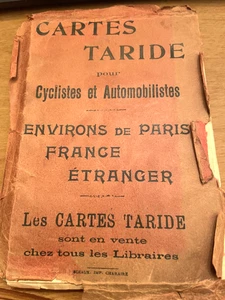 CARTES
TARIDE
pour
Cyclistes et Automobilistes
ENVIRONS DE PARIS
FRANCE
ÉTRANGER
Les CARTES TARIDE
sont en vente
chez tous les Libraires